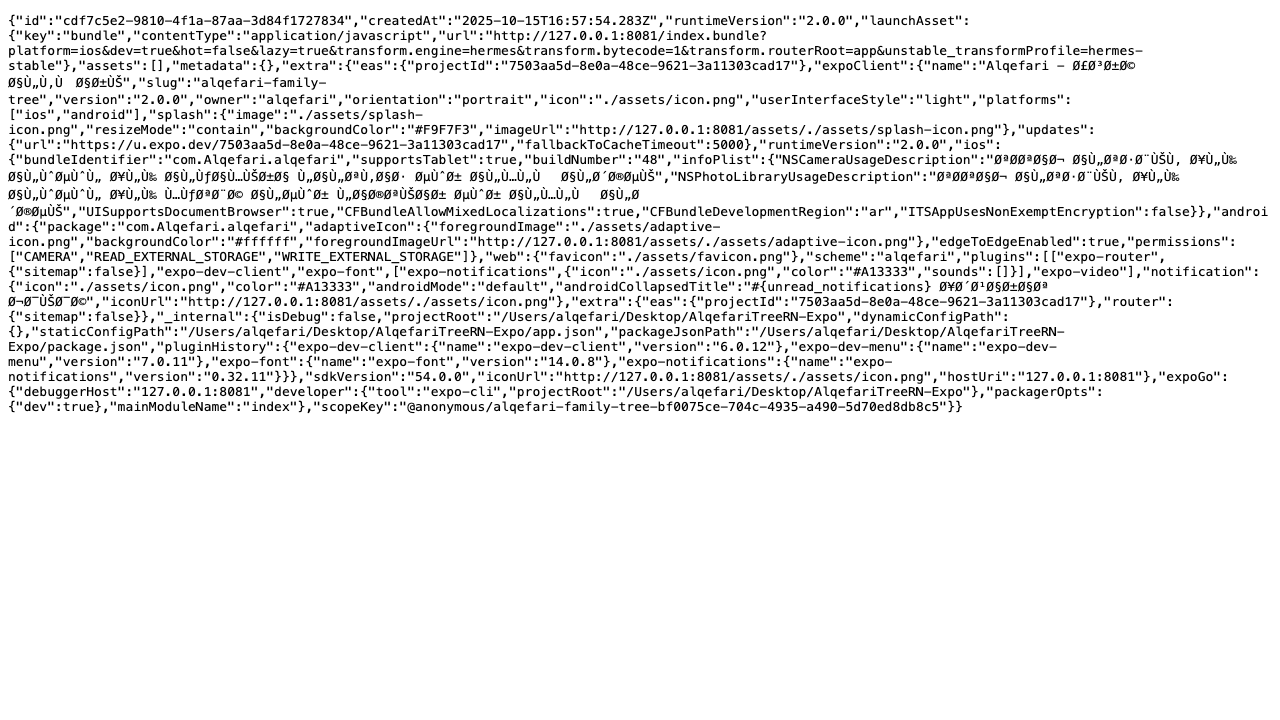 {"id":"cdf7c5e2-9810-4f1a-87aa-3d84f1727834","createdAt":"2025-10-15T16:57:54.283Z","runtimeVersion":"2.0.0","launchAsset":
{"key":"bundle","contentType":"application/javascript","url":"http://127.0.0.1:8081/index.bundle?
platform=ios&dev=true&hot=false&lazy=true&transform.engine=hermes&transform.bytecode=1&transform.routerRoot=app&unstable_transformProfile=hermes-
stable"},"assets":[],"metadata":{},"extra":{"eas":{"projectId":"7503aa5d-8e0a-48ce-9621-3a11303cad17"},"expoClient":{"name":"Alqefari — Ø£Ø³Ø±Ø©
Ø§Ù„Ù‚Ù Ø§Ø±ÙŠ","slug":"alqefari-family-
tree","version":"2.0.0","owner":"alqefari","orientation":"portrait","icon":"./assets/icon.png","userInterfaceStyle":"light","platforms":
["ios","android"],"splash":{"image":"./assets/splash-
icon.png","resizeMode":"contain","backgroundColor":"#F9F7F3","imageUrl":"http://127.0.0.1:8081/assets/./assets/splash-icon.png"},"updates":
{"url":"https://u.expo.dev/7503aa5d-8e0a-48ce-9621-3a11303cad17","fallbackToCacheTimeout":5000},"runtimeVersion":"2.0.0","ios":
{"bundleIdentifier":"com.Alqefari.alqefari","supportsTablet":true,"buildNumber":"48","infoPlist":{"NSCameraUsageDescription":"ØªØØªØ§Ø¬ Ø§Ù„ØªØ·Ø¨ÙŠÙ‚ Ø¥Ù„Ù‰
Ø§Ù„ÙˆØµÙˆÙ„ Ø¥Ù„Ù‰ Ø§Ù„ÙƒØ§Ù…ÙŠØ±Ø§ Ù„Ø§Ù„ØªÙ‚Ø§Ø· ØµÙˆØ± Ø§Ù„Ù…Ù„Ù Ø§Ù„Ø´Ø®ØµÙŠ","NSPhotoLibraryUsageDescription":"ØªØØªØ§Ø¬ Ø§Ù„ØªØ·Ø¨ÙŠÙ‚ Ø¥Ù„Ù‰
Ø§Ù„ÙˆØµÙˆÙ„ Ø¥Ù„Ù‰ Ù…ÙƒØªØ¨Ø© Ø§Ù„ØµÙˆØ± Ù„Ø§Ø®ØªÙŠØ§Ø± ØµÙˆØ± Ø§Ù„Ù…Ù„Ù Ø§Ù„Ø
´Ø®ØµÙŠ","UISupportsDocumentBrowser":true,"CFBundleAllowMixedLocalizations":true,"CFBundleDevelopmentRegion":"ar","ITSAppUsesNonExemptEncryption":false}},"androi
d":{"package":"com.Alqefari.alqefari","adaptiveIcon":{"foregroundImage":"./assets/adaptive-
icon.png","backgroundColor":"#ffffff","foregroundImageUrl":"http://127.0.0.1:8081/assets/./assets/adaptive-icon.png"},"edgeToEdgeEnabled":true,"permissions":
["CAMERA","READ_EXTERNAL_STORAGE","WRITE_EXTERNAL_STORAGE"]},"web":{"favicon":"./assets/favicon.png"},"scheme":"alqefari","plugins":[["expo-router",
{"sitemap":false}],"expo-dev-client","expo-font",["expo-notifications",{"icon":"./assets/icon.png","color":"#A13333","sounds":[]}],"expo-video"],"notification":
{"icon":"./assets/icon.png","color":"#A13333","androidMode":"default","androidCollapsedTitle":"#{unread_notifications} Ø¥Ø´Ø¹Ø§Ø±Ø§Øª
Ø¬Ø¯ÙŠØ¯Ø©","iconUrl":"http://127.0.0.1:8081/assets/./assets/icon.png"},"extra":{"eas":{"projectId":"7503aa5d-8e0a-48ce-9621-3a11303cad17"},"router":
{"sitemap":false}},"_internal":{"isDebug":false,"projectRoot":"/Users/alqefari/Desktop/AlqefariTreeRN-Expo","dynamicConfigPath":
{},"staticConfigPath":"/Users/alqefari/Desktop/AlqefariTreeRN-Expo/app.json","packageJsonPath":"/Users/alqefari/Desktop/AlqefariTreeRN-
Expo/package.json","pluginHistory":{"expo-dev-client":{"name":"expo-dev-client","version":"6.0.12"},"expo-dev-menu":{"name":"expo-dev-
menu","version":"7.0.11"},"expo-font":{"name":"expo-font","version":"14.0.8"},"expo-notifications":{"name":"expo-
notifications","version":"0.32.11"}}},"sdkVersion":"54.0.0","iconUrl":"http://127.0.0.1:8081/assets/./assets/icon.png","hostUri":"127.0.0.1:8081"},"expoGo":
{"debuggerHost":"127.0.0.1:8081","developer":{"tool":"expo-cli","projectRoot":"/Users/alqefari/Desktop/AlqefariTreeRN-Expo"},"packagerOpts":
{"dev":true},"mainModuleName":"index"},"scopeKey":"@anonymous/alqefari-family-tree-bf0075ce-704c-4935-a490-5d70ed8db8c5"}}